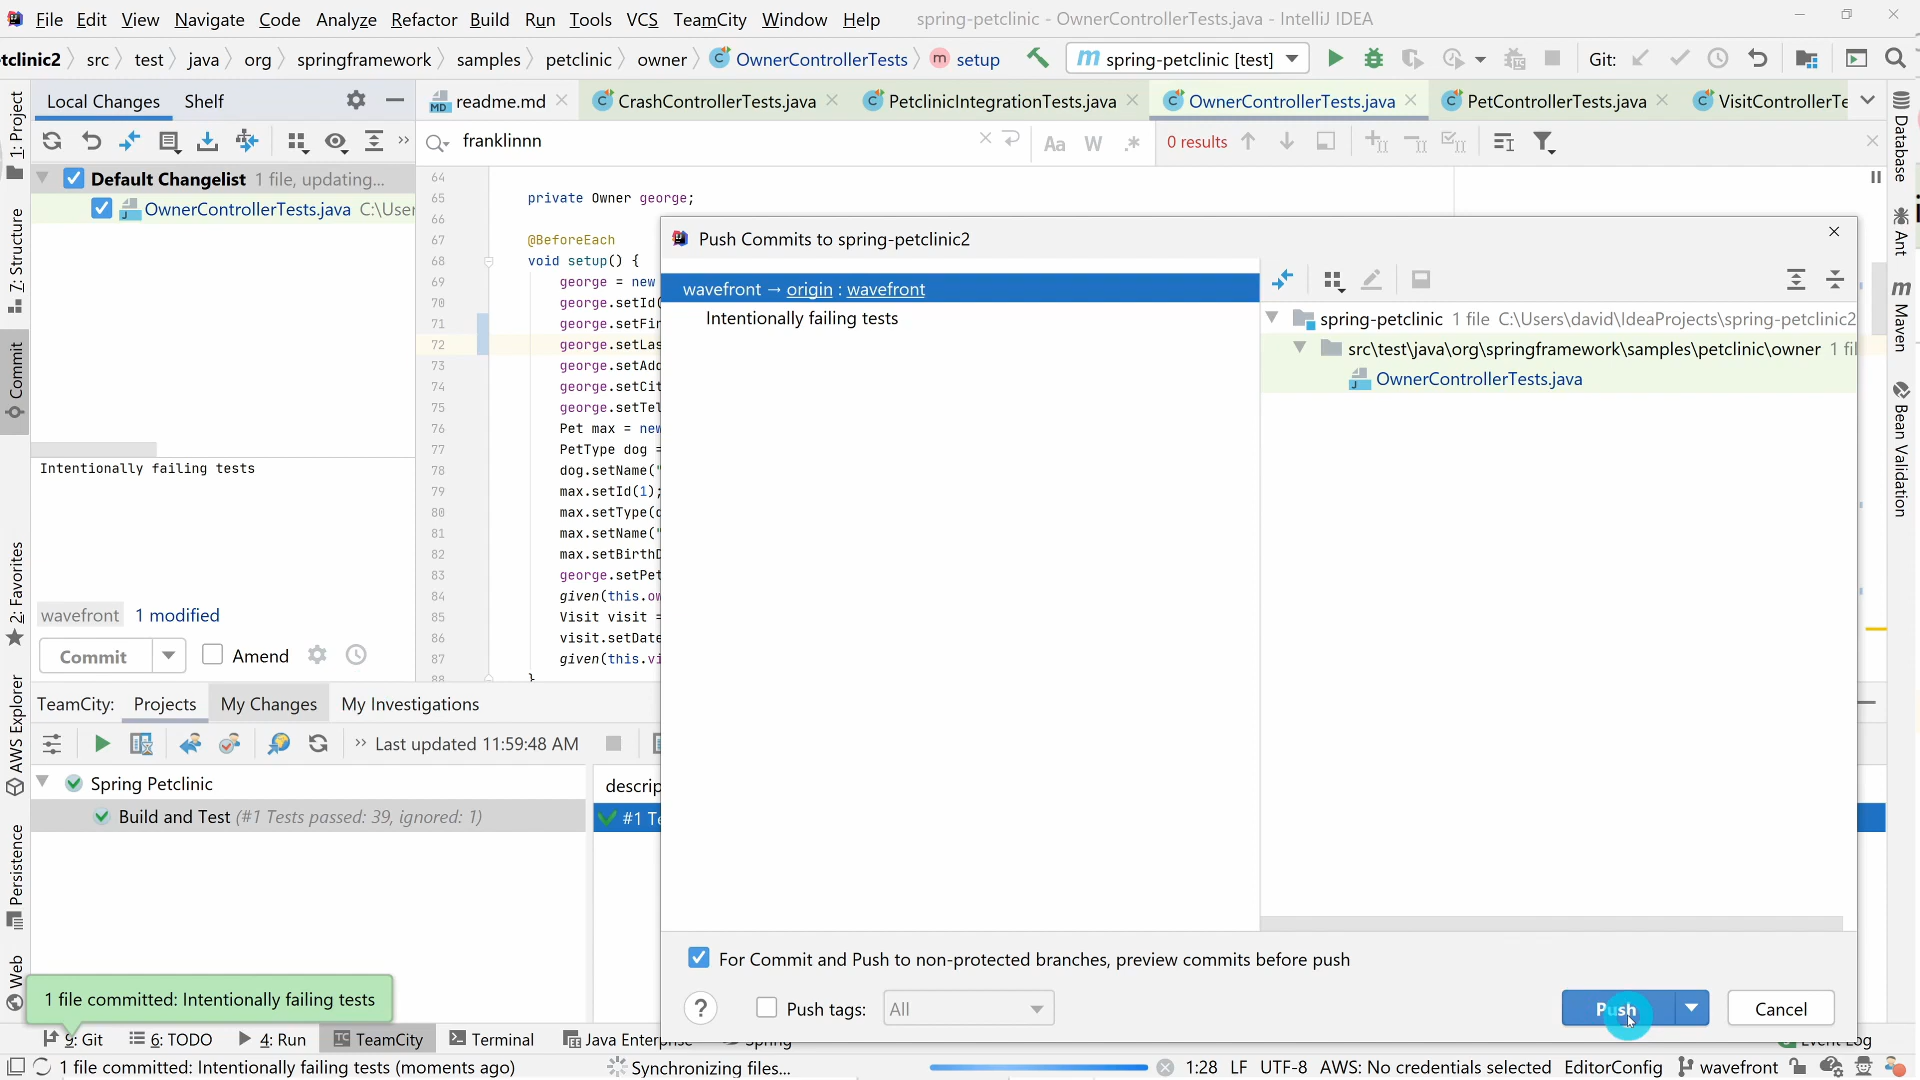 File Edit View Navigate Code Analyze Refactor Build Run Tools VCS TeamCity Window Help spring-petclinic - OwnerControllerTests.java - IntelliJ IDEA
tclinic2 src test java org springframework samples petclinic owner OwnerControllerTests m setup m spring-petclinic [test] Git:
Local Changes Shelf
readme.md CrashControllerTests.java PetclinicIntegrationTests.java OwnerControllerTests.java PetControllerTests.java VisitControllerTe
franklinnn Aa W .* 0 results
Default Changelist 1 file, updating...
OwnerControllerTests.java C:\User
64
65 private Owner george;
66
67 @BeforeEach
68 void setup() {
69 george = new
70 george.setId(
71 george.setFir
72 george.setLas
73 george.setAdd
74 george.setCit
75 george.setTel
76 Pet max = new
77 PetType dog =
78 dog.setName("
79 max.setId(1);
80 max.setType(d
81 max.setName("
82 max.setBirthD
83 george.setPet
84 given(this.ow
85 Visit visit =
86 visit.setDate
87 given(this.vi
88 }
Intentionally failing tests
wavefront 1 modified
Commit Amend
Push Commits to spring-petclinic2
wavefront → origin : wavefront
Intentionally failing tests
spring-petclinic 1 file C:\Users\david\IdeaProjects\spring-petclinic2
src\test\java\org\springframework\samples\petclinic\owner 1 fil
OwnerControllerTests.java
For Commit and Push to non-protected branches, preview commits before push
? Push tags: All
Push Cancel
TeamCity: Projects My Changes My Investigations
Last updated 11:59:48 AM
Spring Petclinic
Build and Test (#1 Tests passed: 39, ignored: 1)
descrip
#1 Te
1 file committed: Intentionally failing tests
9: Git 6: TODO 4: Run TeamCity Terminal Java Enterprise Spring Event Log
1 file committed: Intentionally failing tests (moments ago) Synchronizing files... 1:28 LF UTF-8 AWS: No credentials selected EditorConfig wavefront
1: Project
7: Structure
Commit
2: Favorites
AWS Explorer
Persistence
Web
Database
Ant
m Maven
Bean Validation